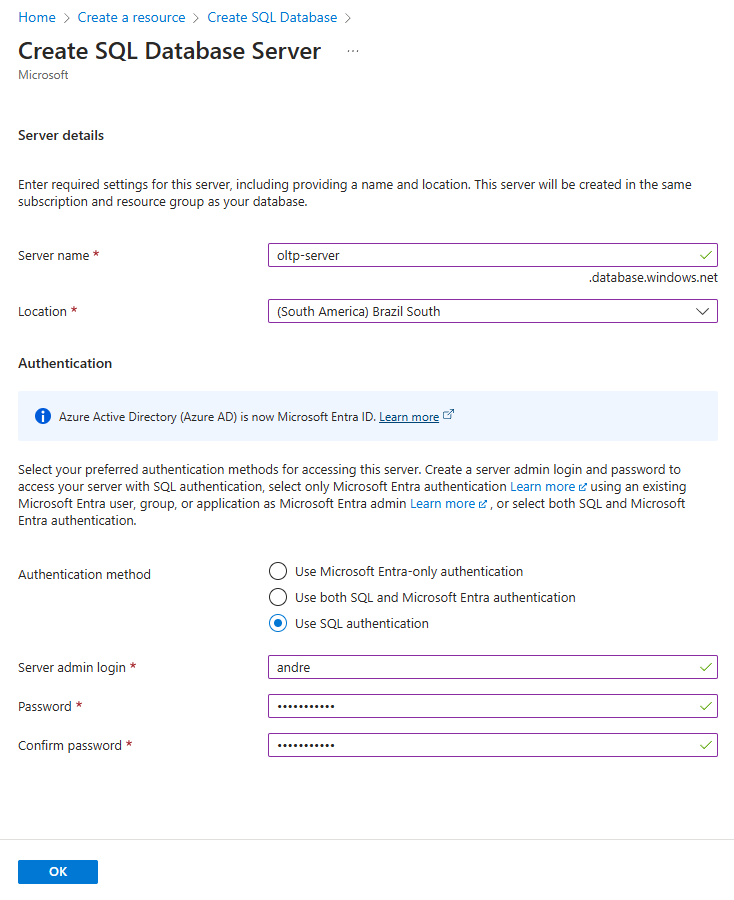 Home > Create a resource > Create SQL Database >
Create SQL Database Server ...
Microsoft
Server details
Enter required settings for this server, including providing a name and location. This server will be created in the same
subscription and resource group as your database.
Server name *
oltp-server
.database.windows.net
Location *
(South America) Brazil South
Authentication
Azure Active Directory (Azure AD) is now Microsoft Entra ID. Learn more
Select your preferred authentication methods for accessing this server. Create a server admin login and password to
access your server with SQL authentication, select only Microsoft Entra authentication Learn more using an existing
Microsoft Entra user, group, or application as Microsoft Entra admin Learn more , or select both SQL and Microsoft
Entra authentication.
Authentication method
Use Microsoft Entra-only authentication
Use both SQL and Microsoft Entra authentication
Use SQL authentication
Server admin login *
andre
Password *
•••••••••••
Confirm password *
•••••••••••
OK